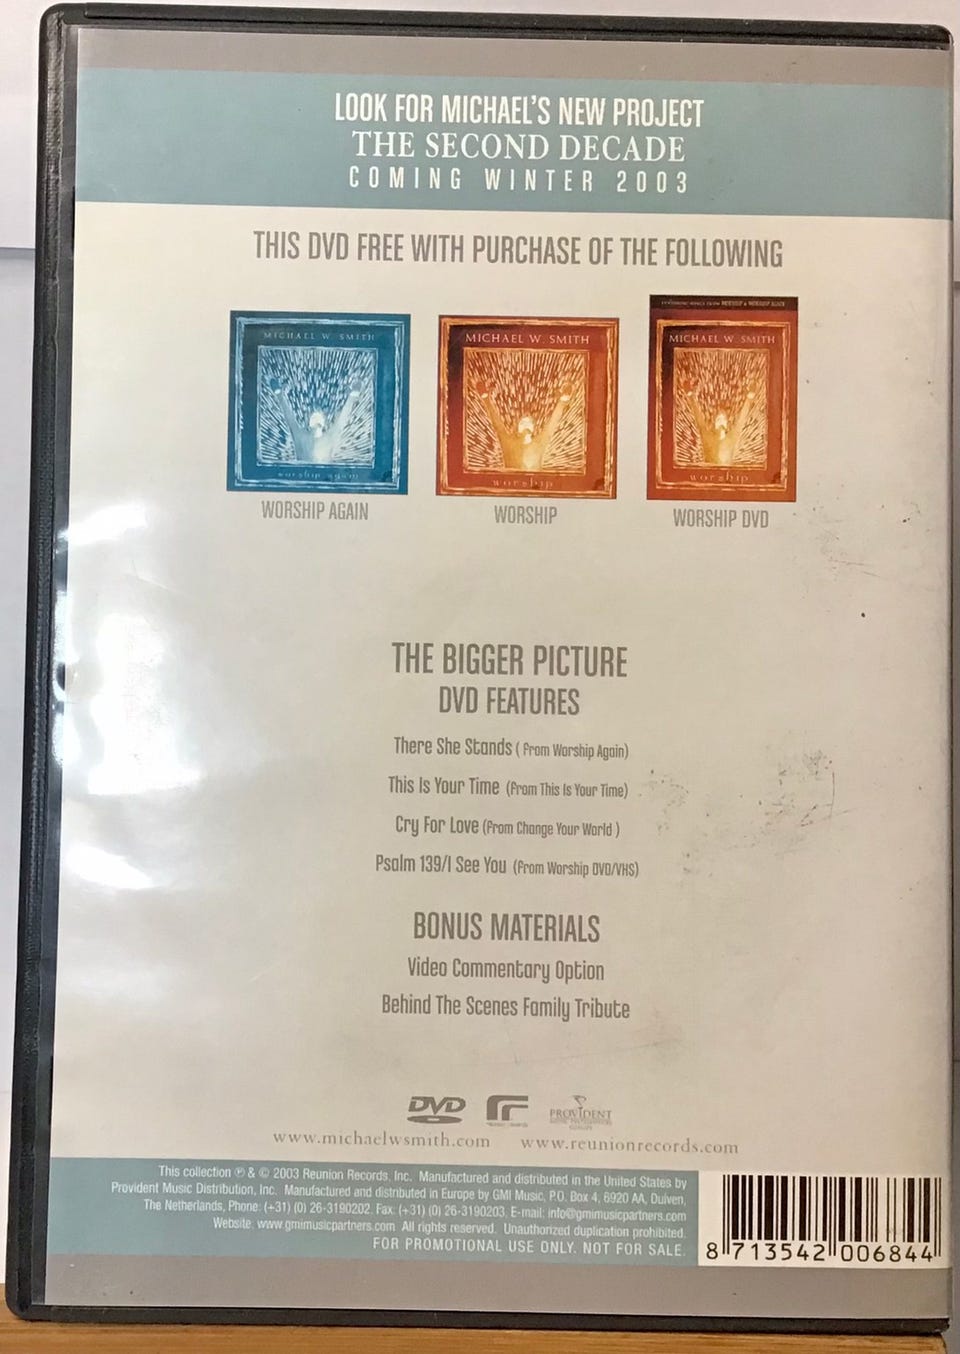 LOOK FOR MICHAEL'S NEW PROJECT
THE SECOND DECADE
COMING WINTER 2003
THIS DVD FREE WITH PURCHASE OF THE FOLLOWING
MICHAEL W SMITH
worship again
WORSHIP AGAIN
MICHAEL W SMITH
worship
WORSHIP
WORSHIP & WORSHIP AGAIN
MICHAEL W SMITH
worship
WORSHIP DVD
THE BIGGER PICTURE
DVD FEATURES
There She Stands ( from Worship Again)
This Is Your Time (from This Is Your Time)
Cry For Love (from Change Your World )
Psalm 139/I See You (from Worship DVD/VHS)
BONUS MATERIALS
Video Commentary Option
Behind The Scenes Family Tribute
DVD
PROVIDENT
www.michaelwsmith.com www.reunionrecords.com
This collection ℗ & © 2003 Reunion Records, Inc. Manufactured and distributed in the United States by
Provident Music Distribution, Inc. Manufactured and distributed in Europe by GMI Music, P.O. Box 4, 6920 AA, Duiven,
The Netherlands, Phone: (+31) (0) 26-3190202. Fax: (+31) (0) 26-3190203. E-mail: info@gmimusicpartners.com
Website: www.gmimusicpartners.com All rights reserved. Unauthorized duplication prohibited.
FOR PROMOTIONAL USE ONLY. NOT FOR SALE.
8 713542 006844